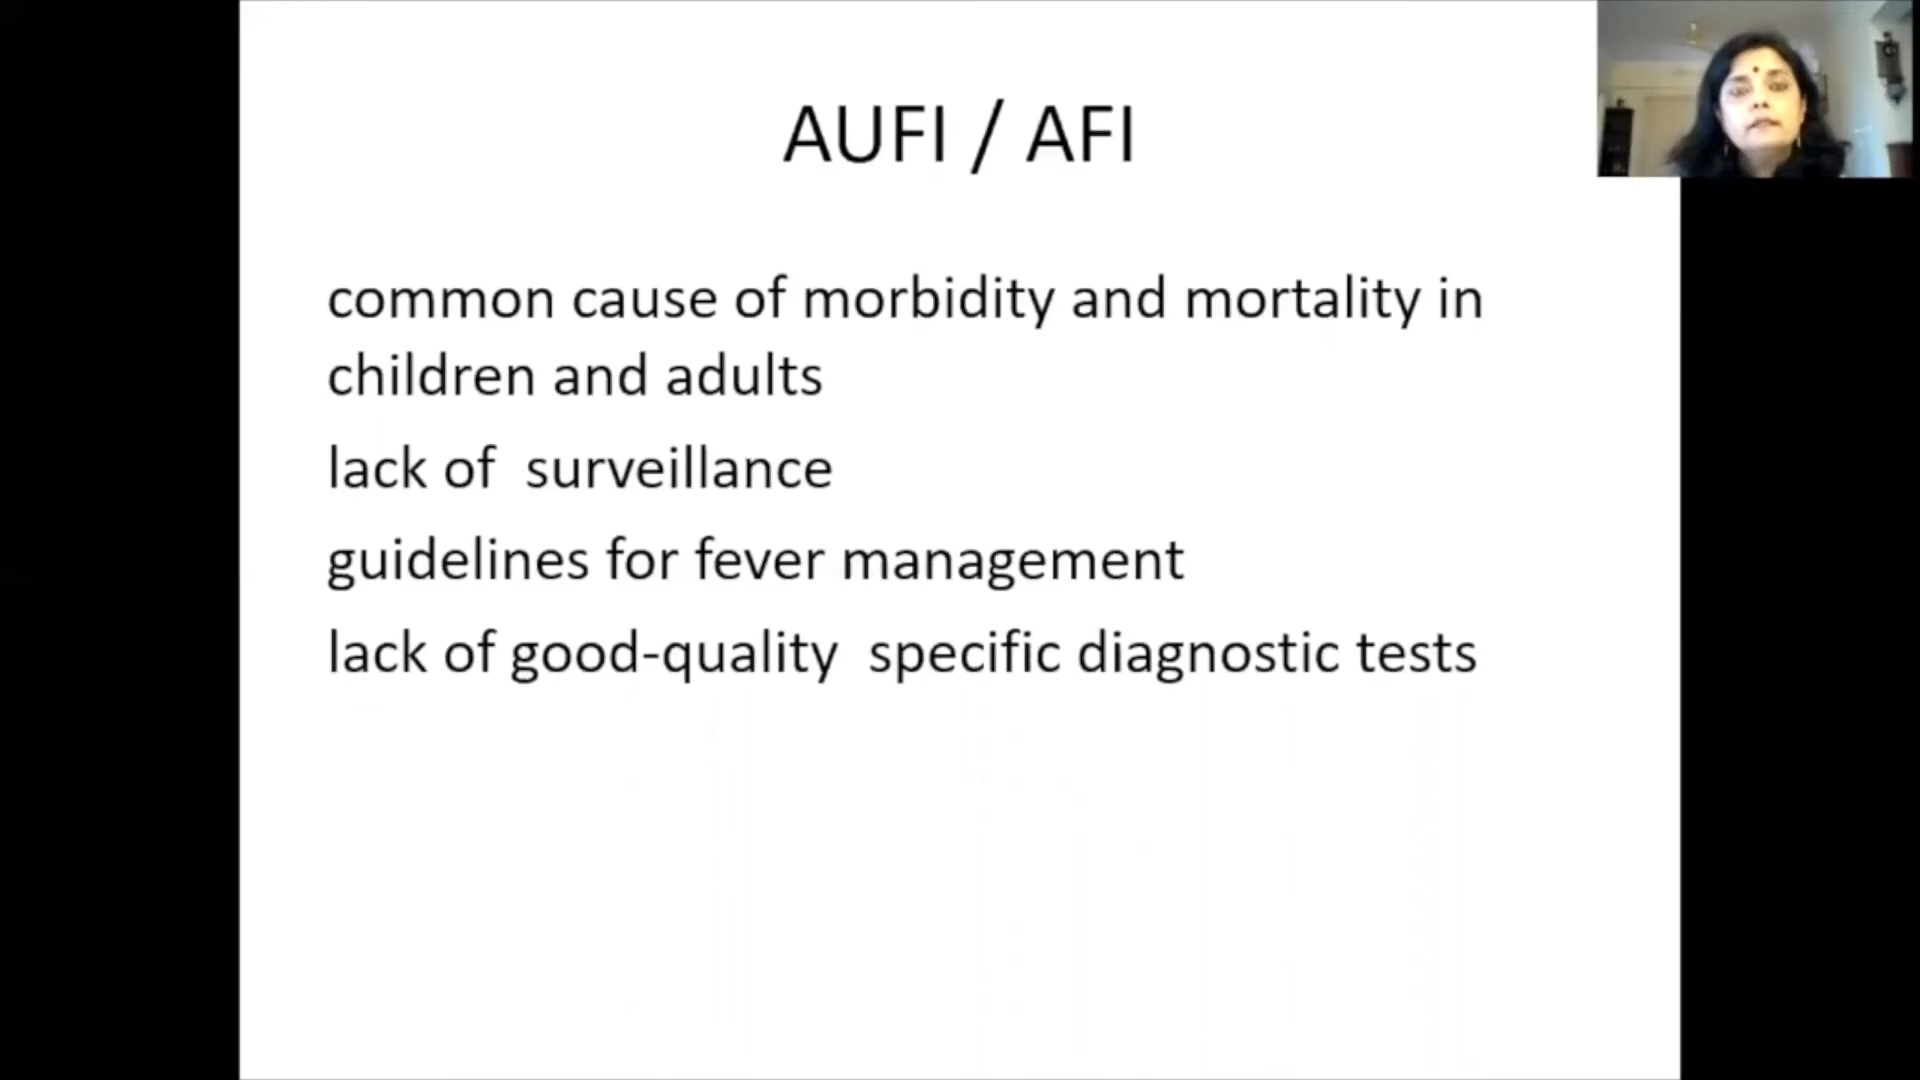 AUFI / AFI
common cause of morbidity and mortality in
children and adults
lack of  surveillance
guidelines for fever management
lack of good-quality  specific diagnostic tests